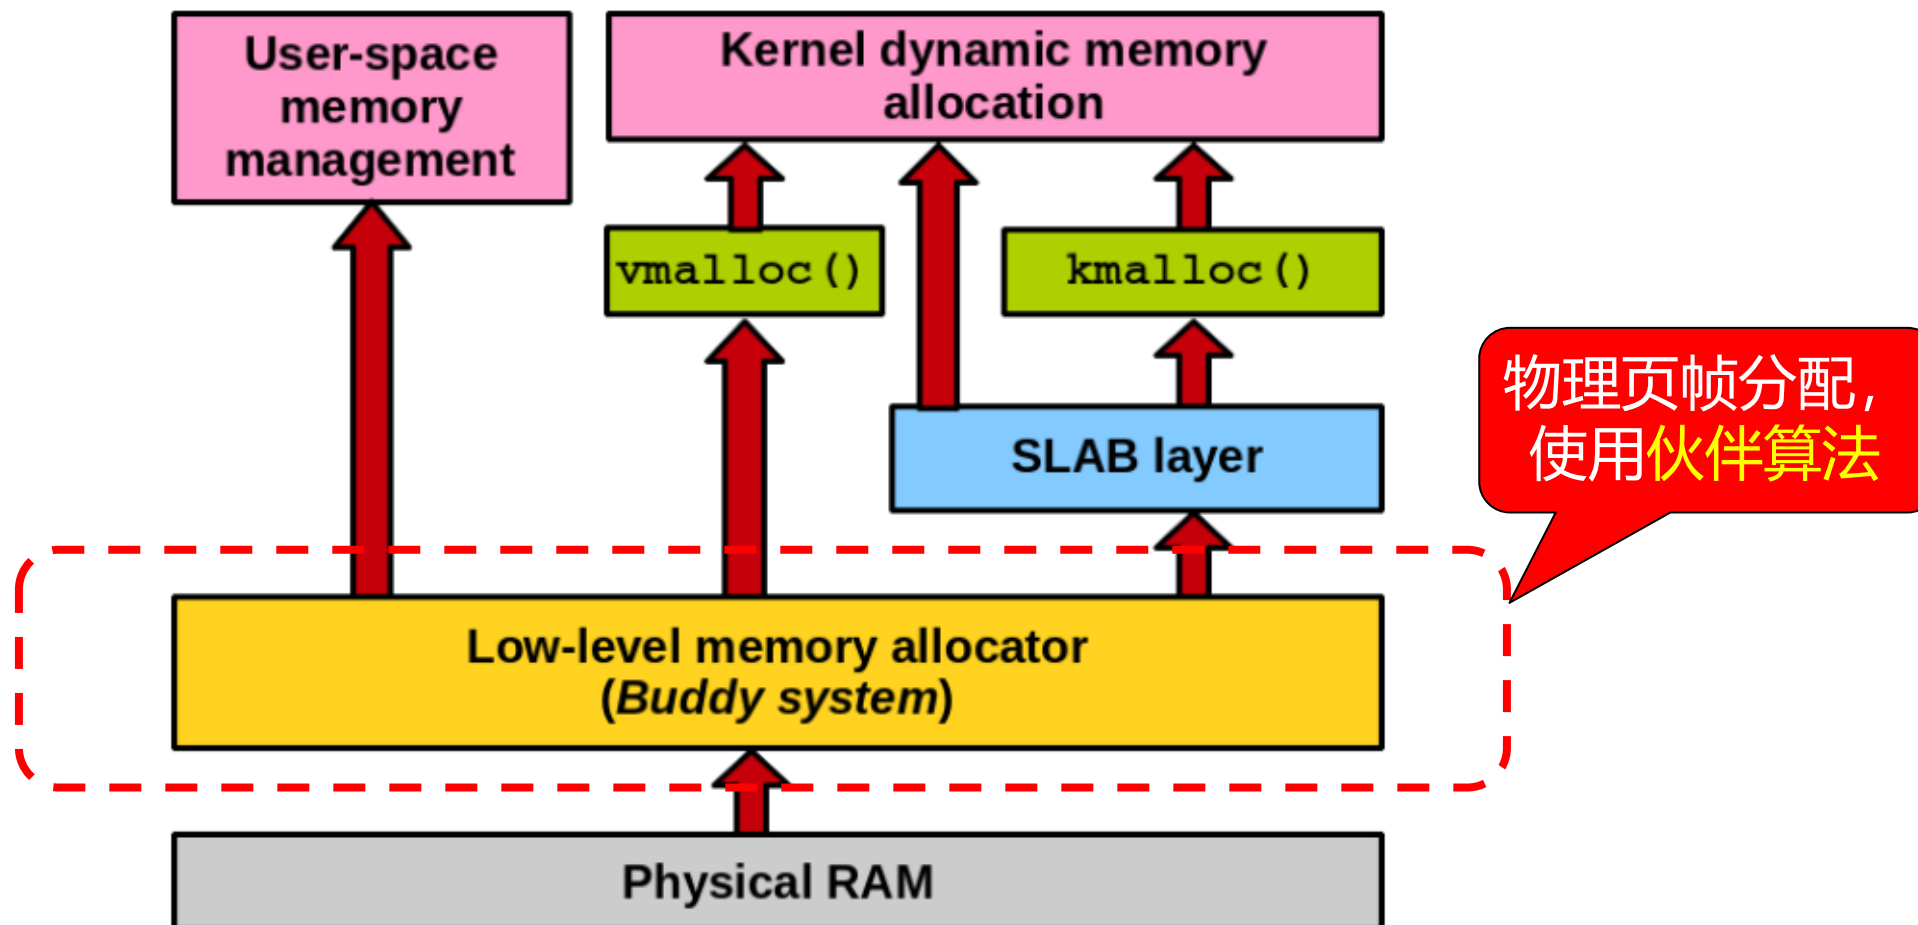 User-space
memory
management
Kernel dynamic memory
allocation
vmalloc()
kmalloc()
物理页帧分配，
使用伙伴算法
SLAB layer
Low-level memory allocator
(Buddy system)
Physical RAM